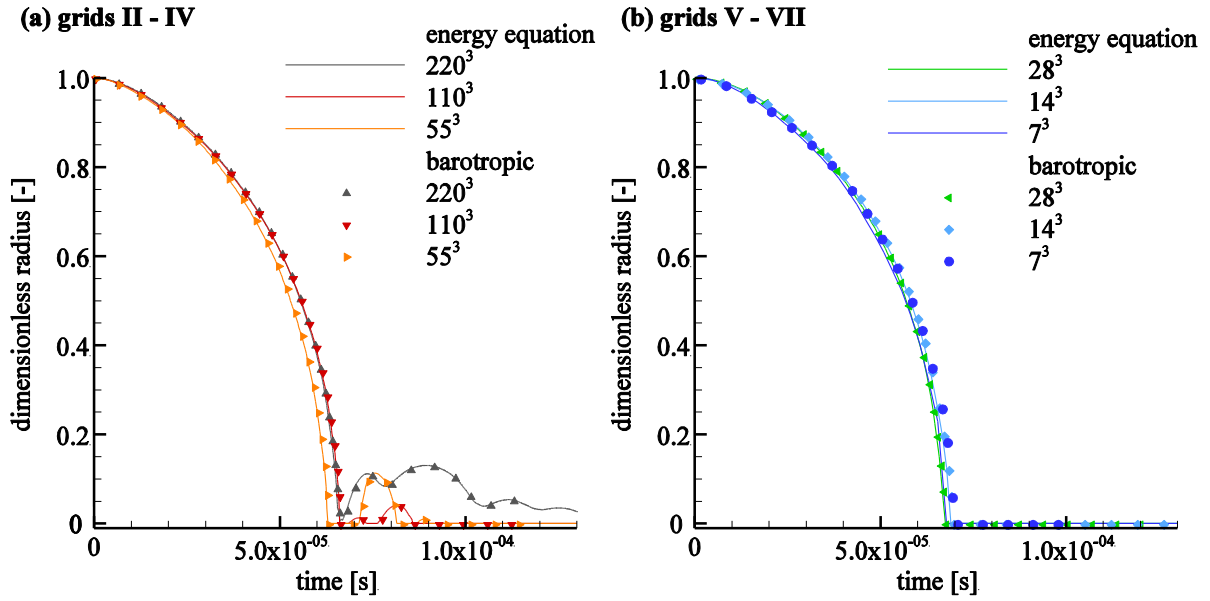 (a) grids II - IV
energy equation
220³
110³
55³
barotropic
220³
110³
55³
1.0
0.8
0.6
0.4
0.2
0
dimensionless radius [-]
0
5.0x10⁻⁰⁵
1.0x10⁻⁰⁴
time [s]
(b) grids V - VII
energy equation
28³
14³
7³
barotropic
28³
14³
7³
1.0
0.8
0.6
0.4
0.2
0
dimensionless radius [-]
0
5.0x10⁻⁰⁵
1.0x10⁻⁰⁴
time [s]